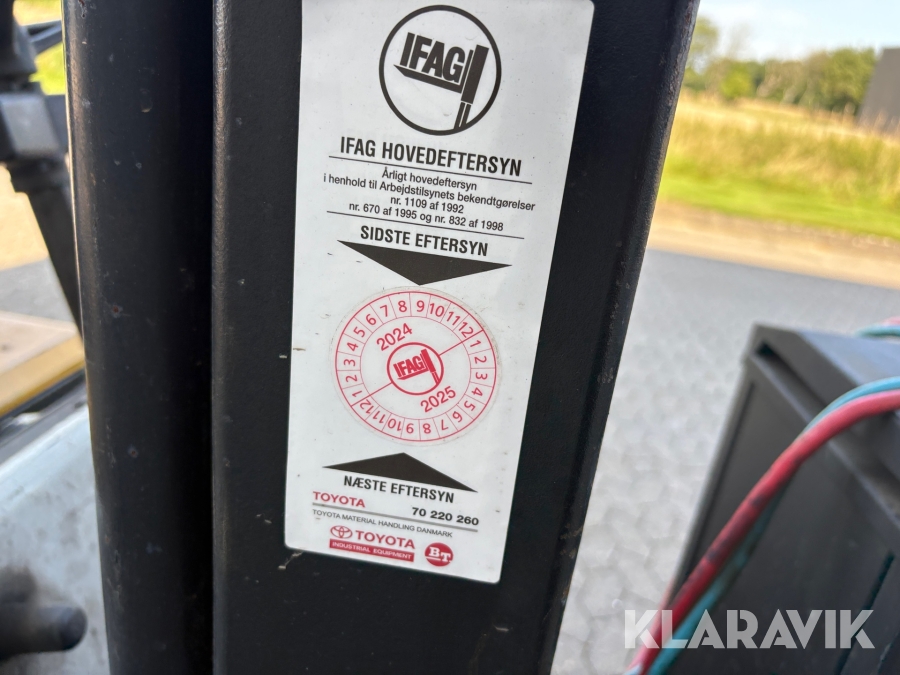 IFAG
IFAG HOVEDEFTERSYN
Årligt hovedeftersyn
i henhold til Arbejdstilsynets bekendtgørelser
nr. 1109 af 1992
nr. 670 af 1995 og nr. 832 af 1998
SIDSTE EFTERSYN
1 2 3 4 5 6 7 8 9 10 11 12
2024
IFAG
2025
1 2 3 4 5 6 7 8 9 10 11 12
NÆSTE EFTERSYN
TOYOTA 70 220 260
TOYOTA MATERIAL HANDLING DANMARK
TOYOTA
INDUSTRIAL EQUIPMENT
BT
KLARAVIK